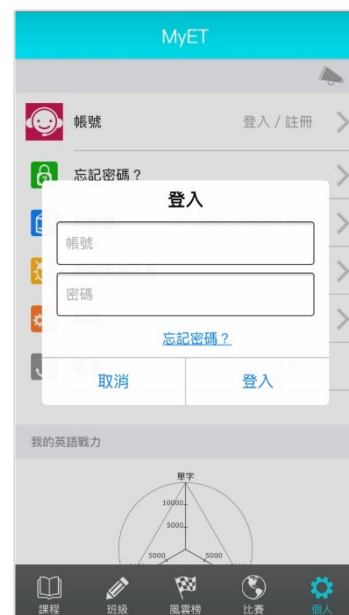 MyET
帳號
登入 / 註冊
忘記密碼？
登入
帳號
密碼
忘記密碼？
取消
登入
我的英語戰力
單字
10000
5000
5000
5000
課程
班級
風雲榜
比賽
個人